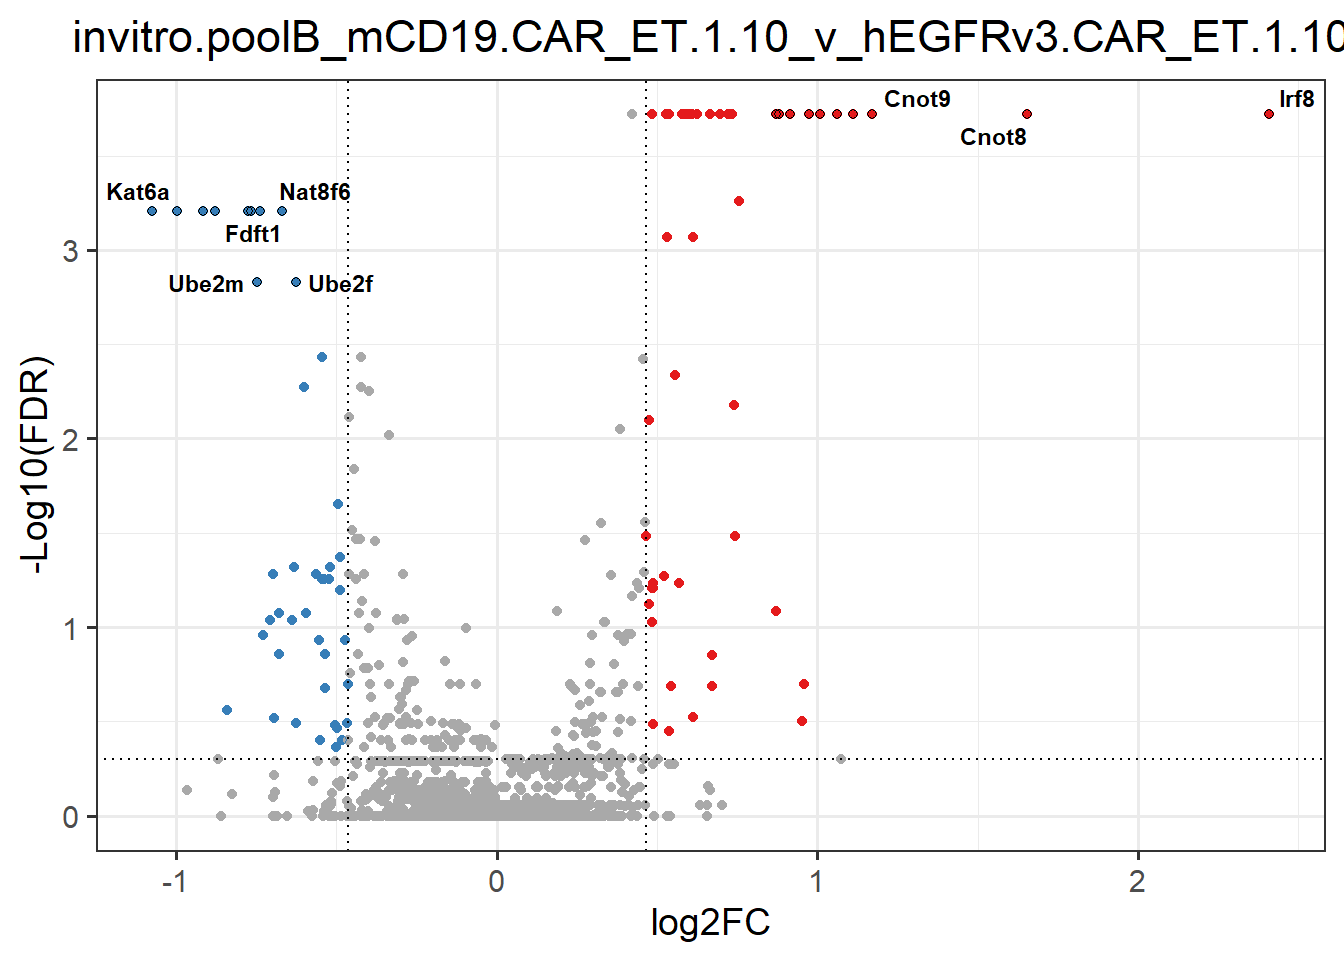 invitro.poolB_mCD19.CAR_ET.1.10_v_hEGFRv3.CAR_ET.1.10
Cnot9
Irf8
Cnot8
Kat6a
Nat8f6
Fdft1
Ube2m
Ube2f
3
2
1
0
-Log10(FDR)
-1
0
1
2
log2FC